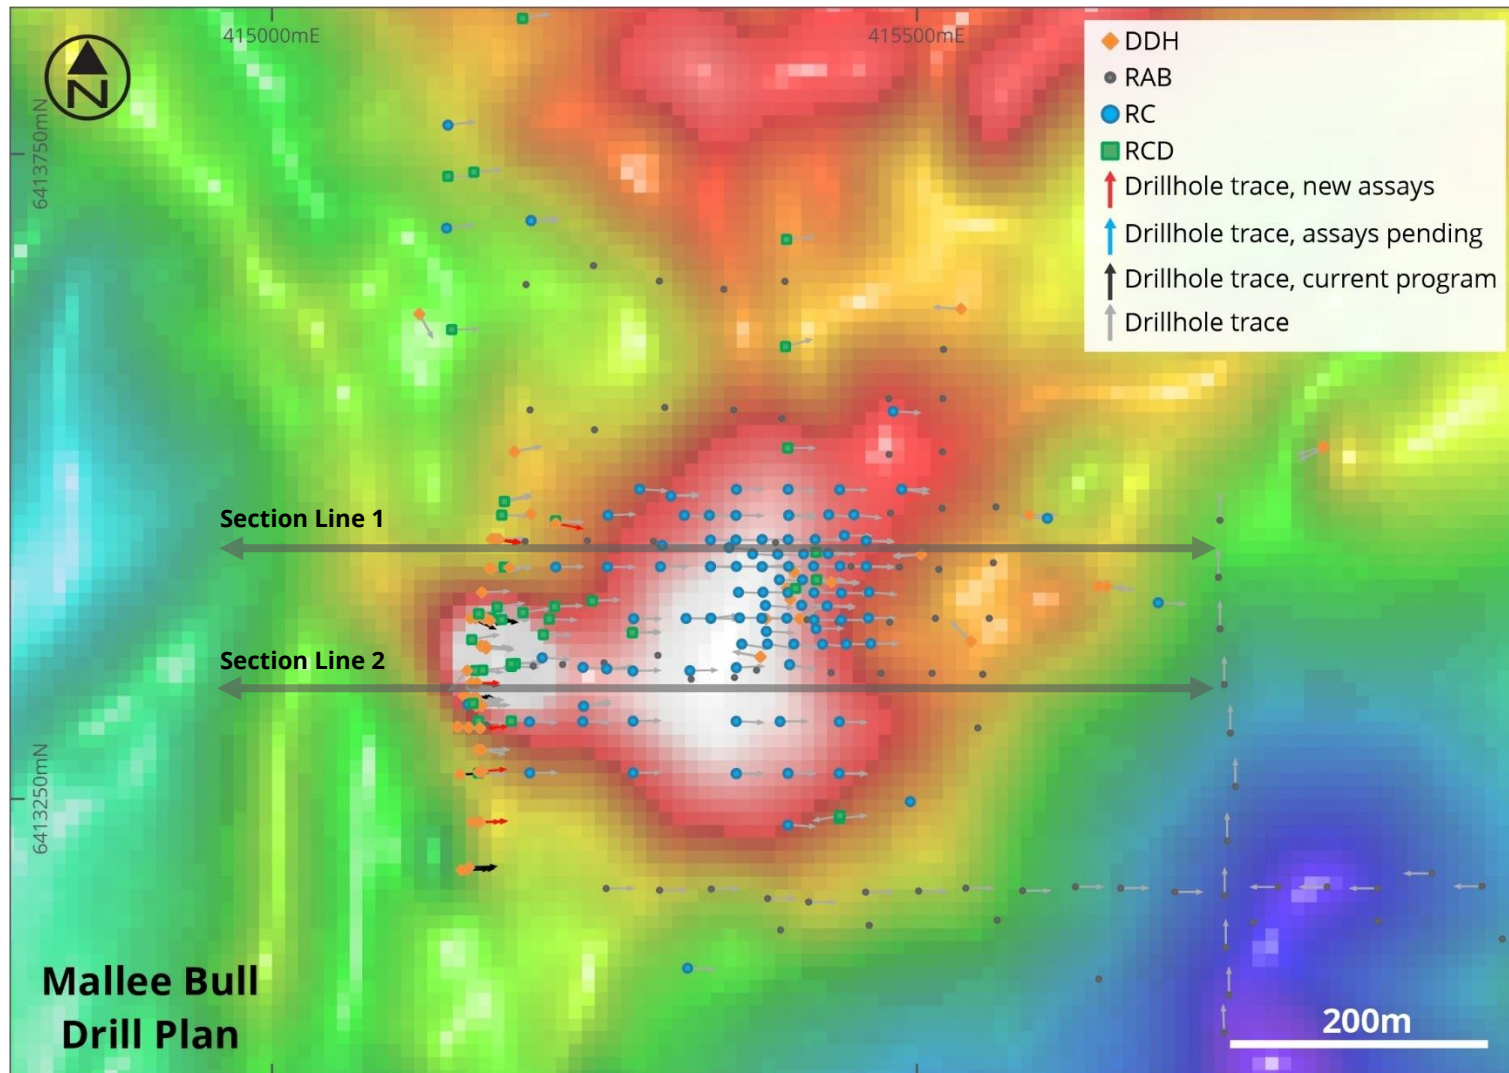 415000mE
415500mE
N
6413750mN
DDH
RAB
RC
RCD
Drillhole trace, new assays
Drillhole trace, assays pending
Drillhole trace, current program
Drillhole trace
Section Line 1
Section Line 2
6413250mN
Mallee Bull
Drill Plan
200m